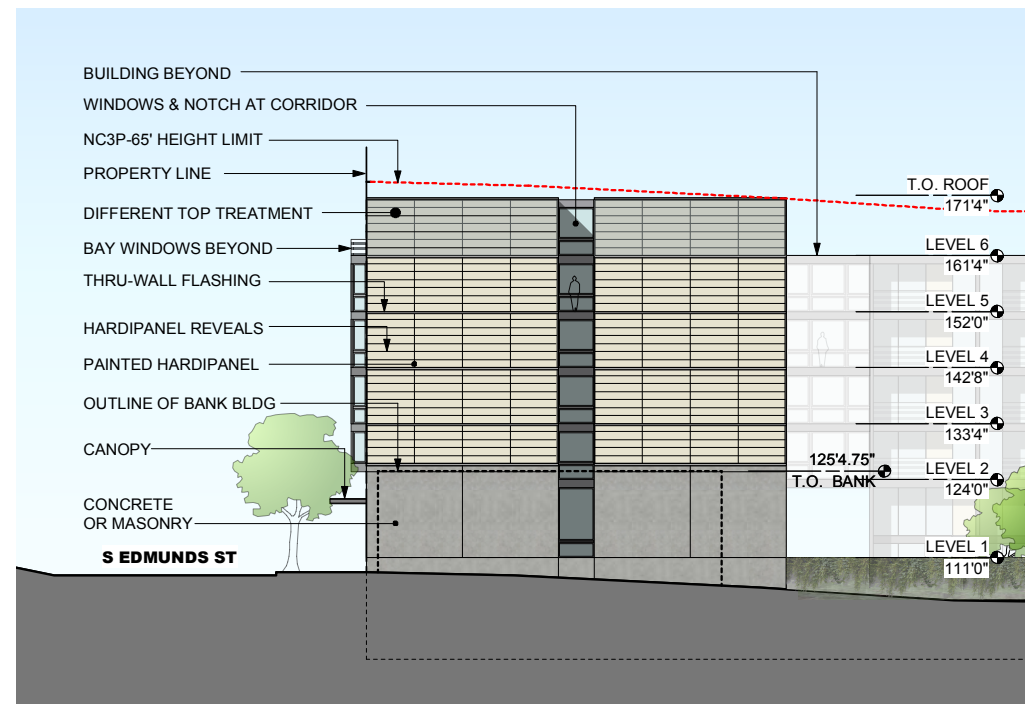 BUILDING BEYOND
WINDOWS & NOTCH AT CORRIDOR
NC3P-65' HEIGHT LIMIT
PROPERTY LINE
DIFFERENT TOP TREATMENT
BAY WINDOWS BEYOND
THRU-WALL FLASHING
HARDIPANEL REVEALS
PAINTED HARDIPANEL
OUTLINE OF BANK BLDG
CANOPY
CONCRETE
OR MASONRY
S EDMUNDS ST
T.O. ROOF
171'4"
LEVEL 6
161'4"
LEVEL 5
152'0"
LEVEL 4
142'8"
LEVEL 3
133'4"
125'4.75"
T.O. BANK
LEVEL 2
124'0"
LEVEL 1
111'0"